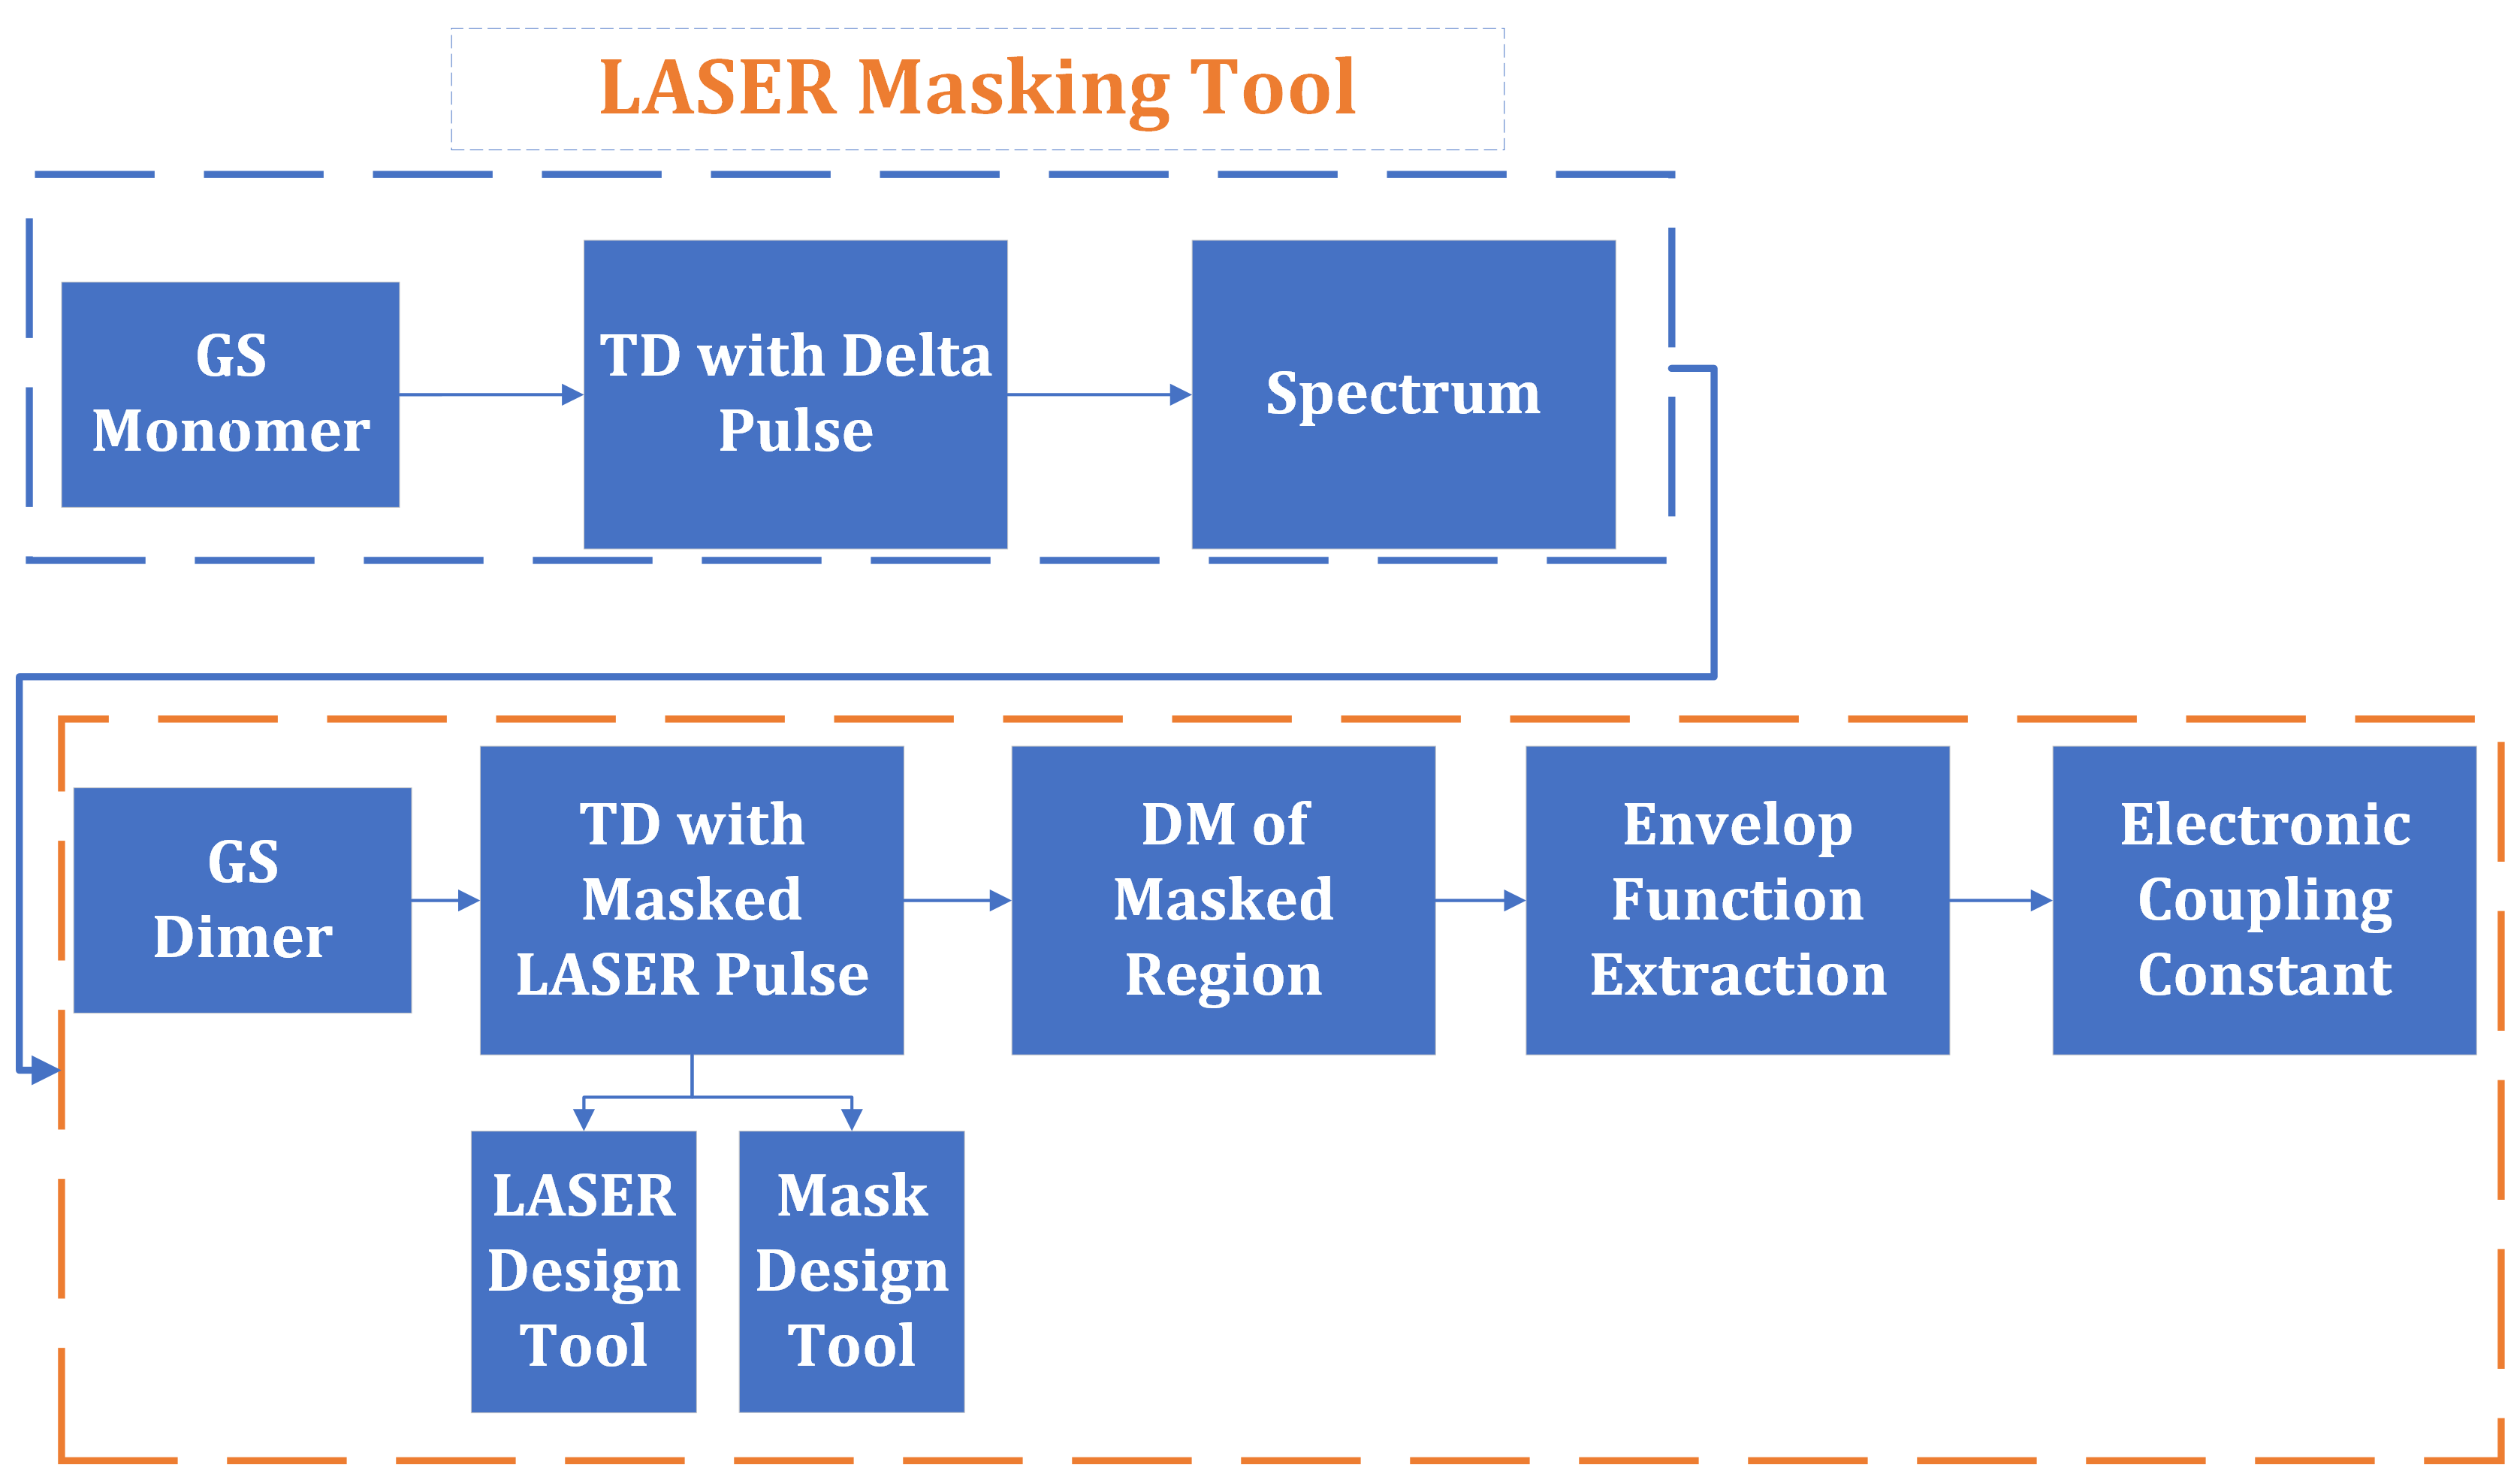 LASER Masking Tool
GS
Monomer
TD with Delta
Pulse
Spectrum
GS
Dimer
TD with
Masked
LASER Pulse
DM of
Masked
Region
Envelop
Function
Extraction
Electronic
Coupling
Constant
LASER
Design
Tool
Mask
Design
Tool